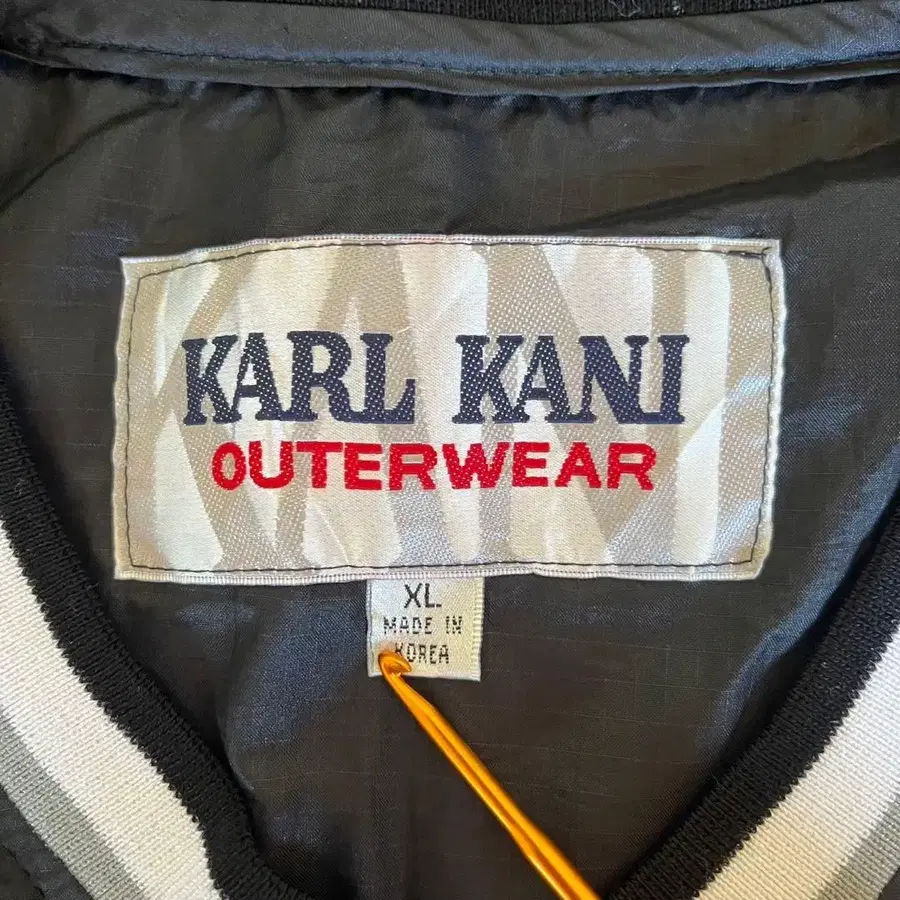 KARL KANI
OUTERWEAR
XL
MADE IN
KOREA